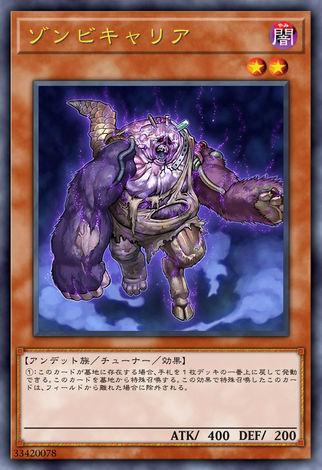 ゾンビキャリア
やみ
闇
【アンデット族／チューナー／効果】
①：このカードが墓地に存在する場合、手札を１枚デッキの一番上に戻して発動
できる。このカードを墓地から特殊召喚する。この効果で特殊召喚したこのカー
ドは、フィールドから離れた場合に除外される。
ATK/ 400 DEF/ 200
33420078